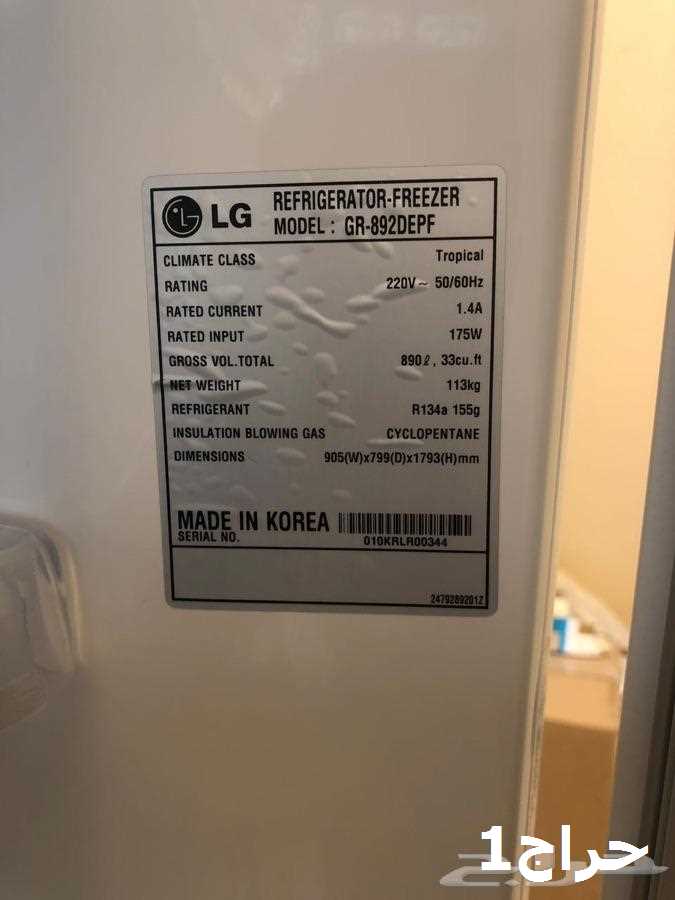 LG REFRIGERATOR-FREEZER
MODEL : GR-892DEPF
CLIMATE CLASS Tropical
RATING 220V~ 50/60Hz
RATED CURRENT 1.4A
RATED INPUT 175W
GROSS VOL.TOTAL 890ℓ, 33cu.ft
NET WEIGHT 113kg
REFRIGERANT R134a 155g
INSULATION BLOWING GAS CYCLOPENTANE
DIMENSIONS 905(W)x799(D)x1793(H)mm
MADE IN KOREA
SERIAL NO. 010KRLR00344
2479289201Z
حراج1